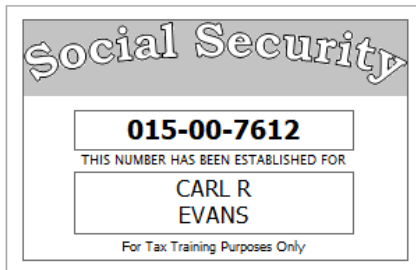 Social Security
015-00-7612
THIS NUMBER HAS BEEN ESTABLISHED FOR
CARL R
EVANS
For Tax Training Purposes Only